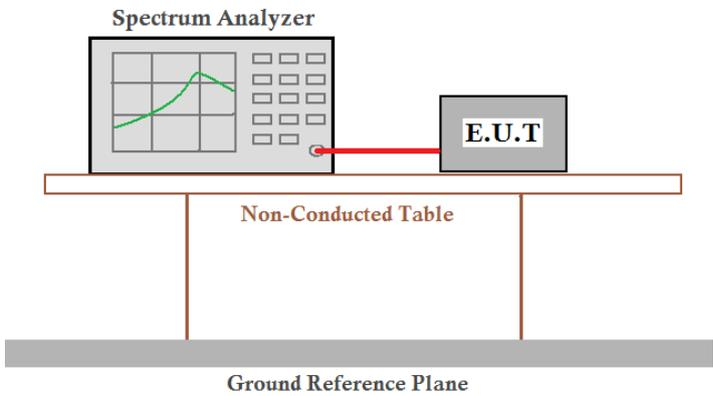 Spectrum Analyzer
E.U.T
Non-Conducted Table
Ground Reference Plane